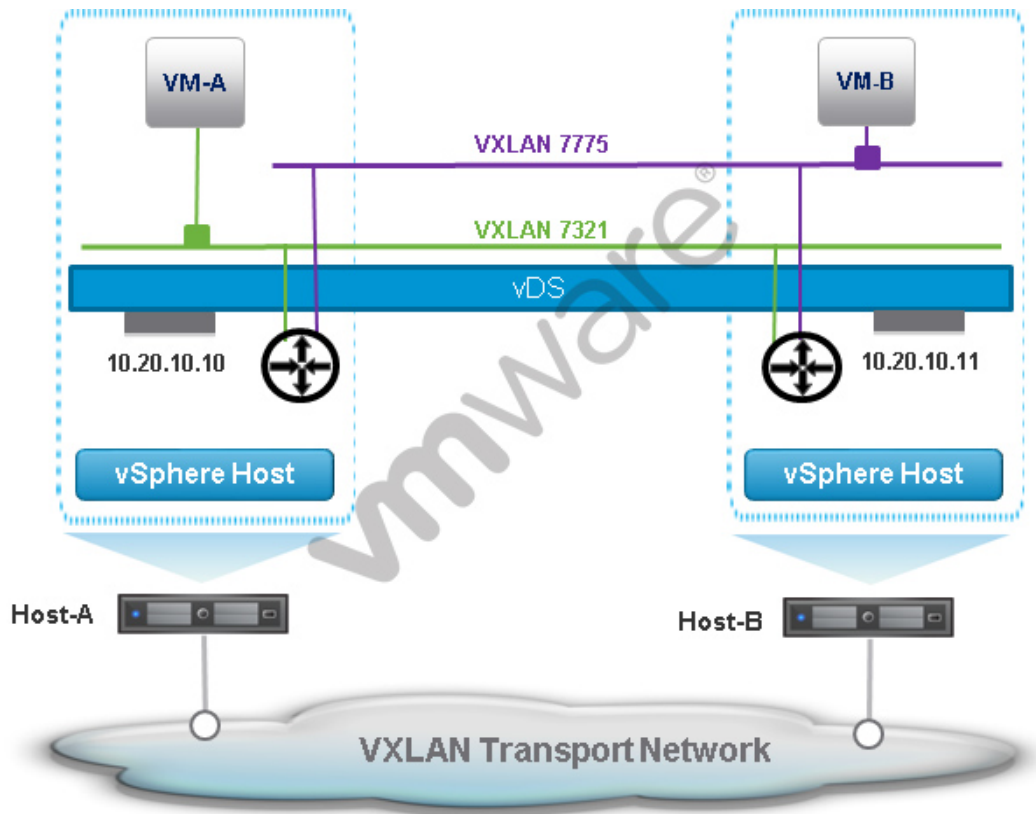 VM-A
VM-B
VXLAN 7775
VXLAN 7321
vDS
10.20.10.10
10.20.10.11
vmware®
vSphere Host
vSphere Host
Host-A
Host-B
VXLAN Transport Network